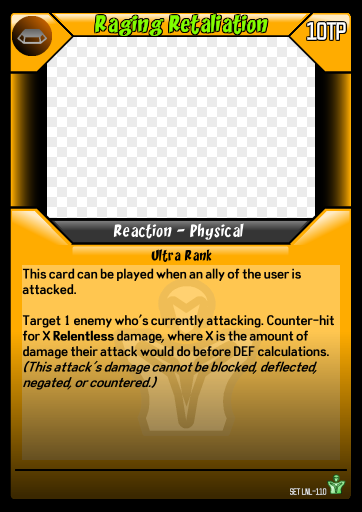 Raging Retaliation
10TP
Reaction - Physical
Ultra Rank
This card can be played when an ally of the user is
attacked.
Target 1 enemy who's currently attacking. Counter-hit
for X Relentless damage, where X is the amount of
damage their attack would do before DEF calculations.
(This attack's damage cannot be blocked, deflected,
negated, or countered.)
SET LNL-110